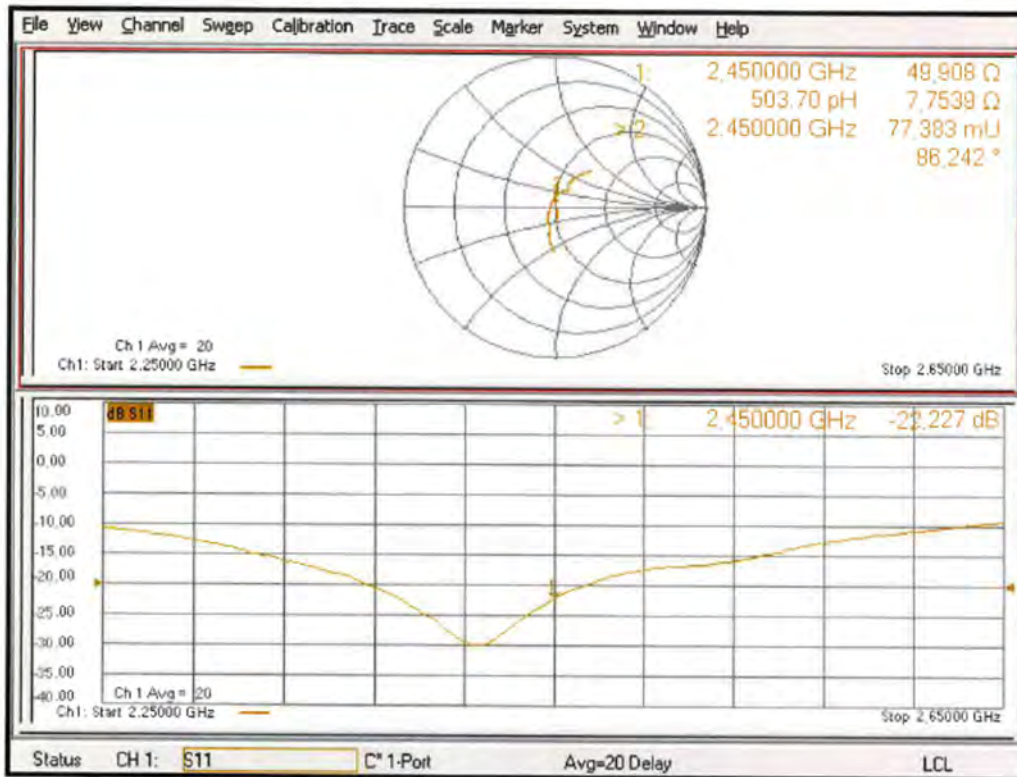 File View Channel Sweep Calibration Trace Scale Marker System Window Help
1: 2,450000 GHz 49,908 Ω
503.70 pH 7,7539 Ω
> 2 2.450000 GHz 77,383 mU
86,242 °
Ch 1 Avg = 20
Ch1: Start 2.25000 GHz Stop 2.65000 GHz
10.00 dB S11 > 1: 2,450000 GHz -22,227 dB
5.00
0.00
-5.00
-10.00
-15.00
-20.00
1
-25.00
-30.00
-35.00
-40.00
Ch 1 Avg = 20
Ch1: Start 2.25000 GHz Stop 2.65000 GHz
Status CH 1: S11 C* 1-Port Avg=20 Delay LCL